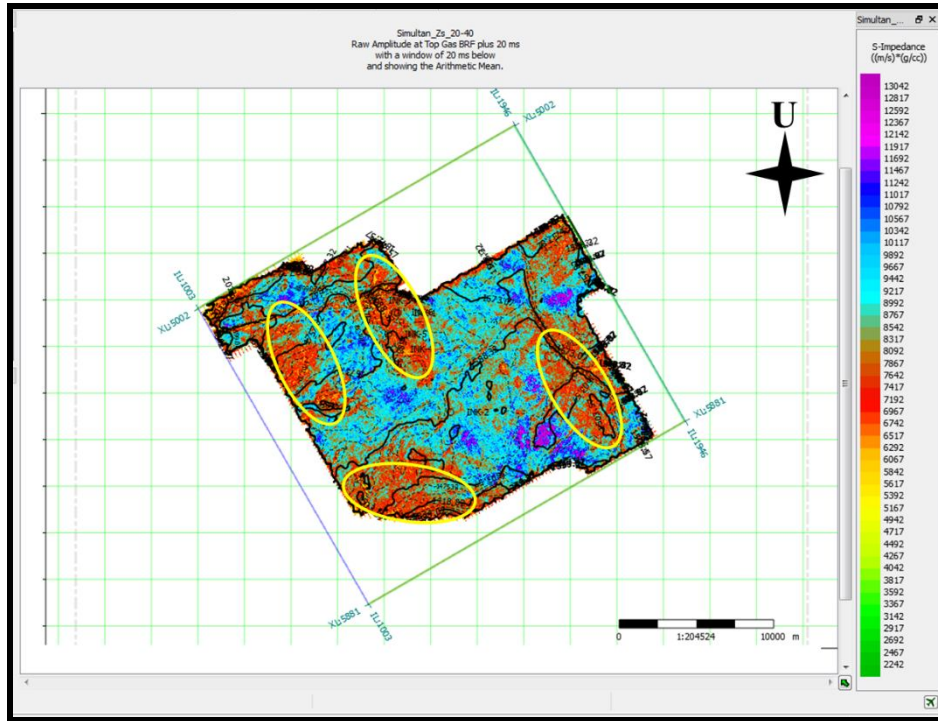 Simultan_...
Simultan_Zs_20-40
Raw Amplitude at Top Gas BRF plus 20 ms
with a window of 20 ms below
and showing the Arithmetic Mean.
S-Impedance
((m/s)*(g/cc))
U
IL:1946
XL:5002
IL:1003
XL:5002
INK-2
XL:5881
IL:1946
XL:5881
IL:1003
0
1:204524
10000 m
13042
12817
12592
12367
12142
11917
11692
11467
11242
11017
10792
10567
10342
10117
9892
9667
9442
9217
8992
8767
8542
8317
8092
7867
7642
7417
7192
6967
6742
6517
6292
6067
5842
5617
5392
5167
4942
4717
4492
4267
4042
3817
3592
3367
3142
2917
2692
2467
2242